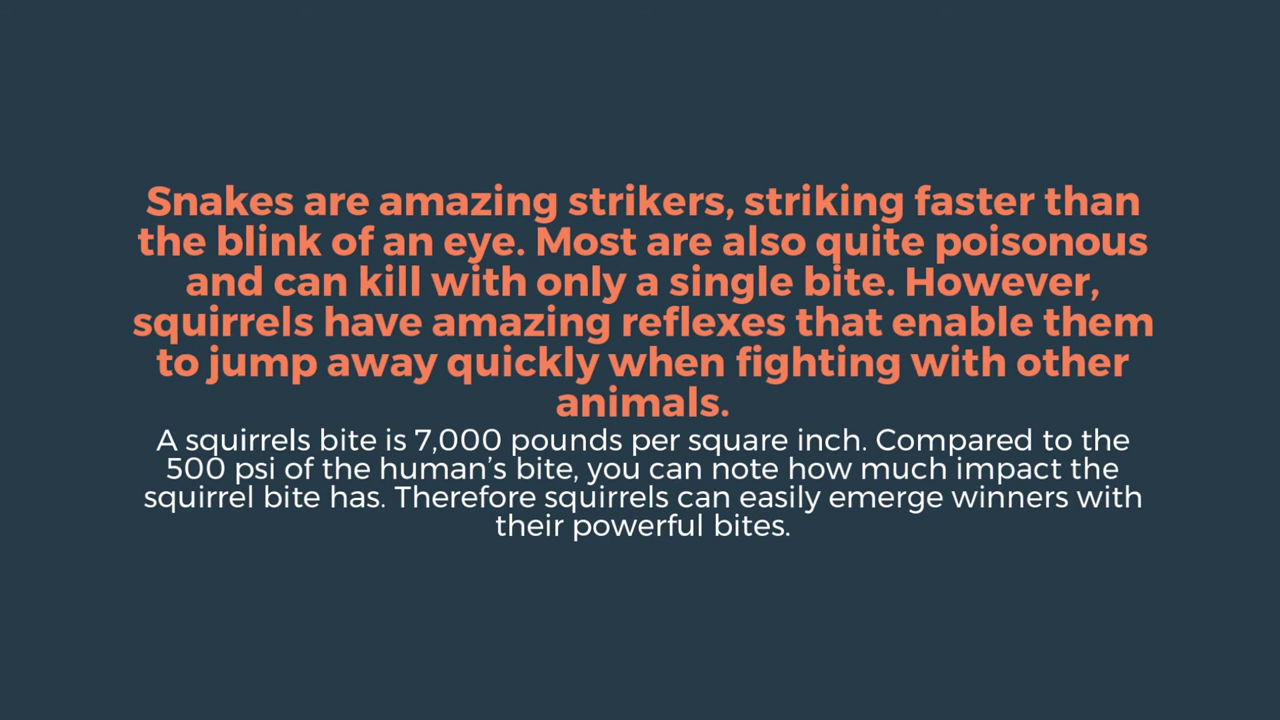 Snakes are amazing strikers, striking faster than
the blink of an eye. Most are also quite poisonous
and can kill with only a single bite. However,
squirrels have amazing reflexes that enable them
to jump away quickly when fighting with other
animals.
A squirrels bite is 7,000 pounds per square inch. Compared to the
500 psi of the human’s bite, you can note how much impact the
squirrel bite has. Therefore squirrels can easily emerge winners with
their powerful bites.